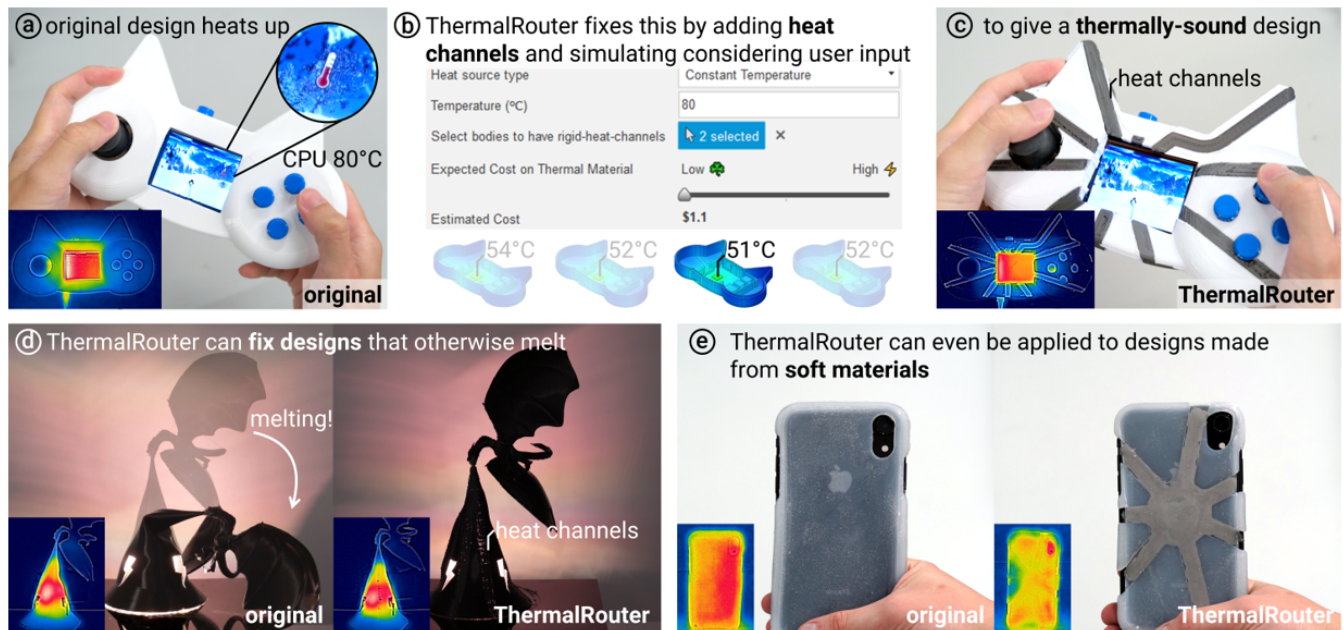 a original design heats up
CPU 80°C
original
b ThermalRouter fixes this by adding heat
channels and simulating considering user input
Heat source type Constant Temperature
Temperature (ºC) 80
Select bodies to have rigid-heat-channels 2 selected ✕
Expected Cost on Thermal Material Low High
Estimated Cost $1.1
54°C 52°C 51°C 52°C
c to give a thermally-sound design
heat channels
ThermalRouter
d ThermalRouter can fix designs that otherwise melt
melting!
original
heat channels
ThermalRouter
e ThermalRouter can even be applied to designs made
from soft materials
original
ThermalRouter